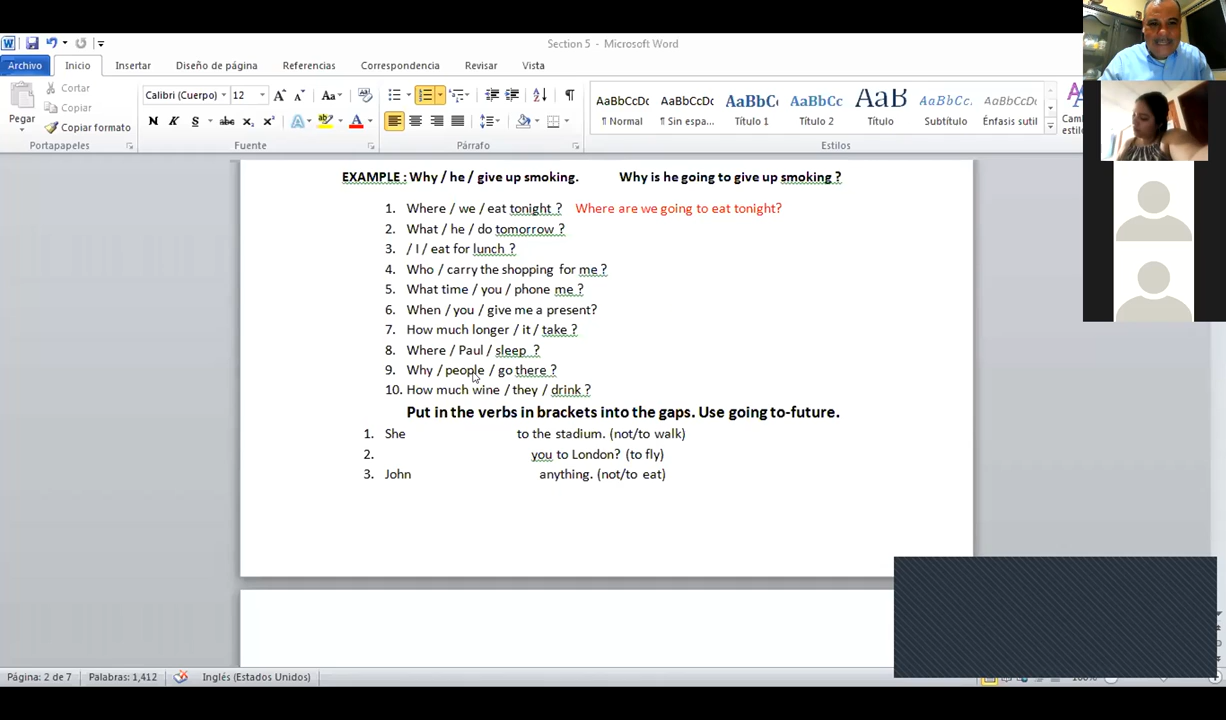 Section 5 - Microsoft Word
Archivo Inicio Insertar Diseño de página Referencias Correspondencia Revisar Vista
Pegar
Cortar
Copiar
Copiar formato
Portapapeles
Calibri (Cuerpo) 12
N S abc x₂ x²
Fuente
Párrafo
AaBbCcDc AaBbCcDc AaBbC AaBbCc AaB AaBbCc. AaBbCcDc
¶ Normal ¶ Sin espa... Título 1 Título 2 Título Subtítulo Énfasis sutil
Estilos
EXAMPLE : Why / he / give up smoking. Why is he going to give up smoking ?
1. Where / we / eat tonight ? Where are we going to eat tonight?
2. What / he / do tomorrow ?
3. / I / eat for lunch ?
4. Who / carry the shopping for me ?
5. What time / you / phone me ?
6. When / you / give me a present?
7. How much longer / it / take ?
8. Where / Paul / sleep ?
9. Why / people / go there ?
10. How much wine / they / drink ?
Put in the verbs in brackets into the gaps. Use going to-future.
1. She to the stadium. (not/to walk)
2. you to London? (to fly)
3. John anything. (not/to eat)
Página: 2 de 7 Palabras: 1,412 Inglés (Estados Unidos)